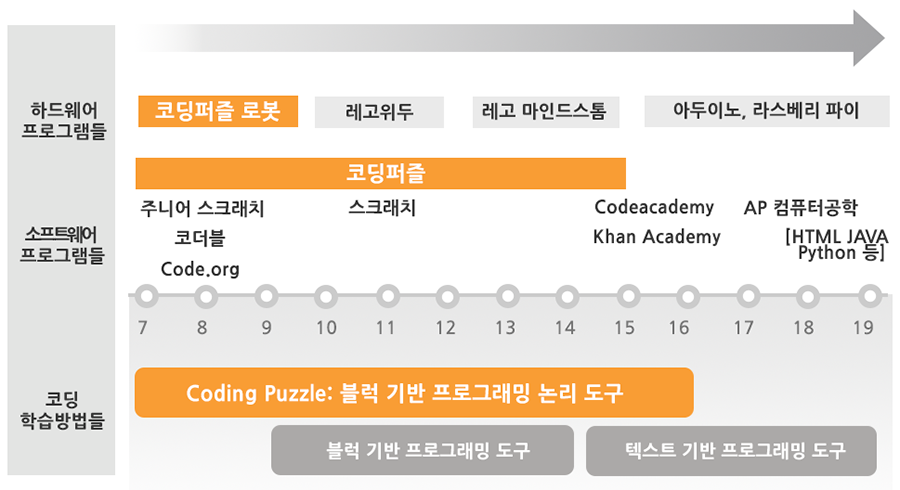 하드웨어
프로그램들
코딩퍼즐 로봇
레고위두
레고 마인드스톰
아두이노, 라스베리 파이
코딩퍼즐
소프트웨어
프로그램들
주니어 스크래치
스크래치
Codeacademy
AP 컴퓨터공학
코더블
Khan Academy
[HTML JAVA
Python 등]
Code.org
7 8 9 10 11 12 13 14 15 16 17 18 19
코딩
학습방법들
Coding Puzzle: 블럭 기반 프로그래밍 논리 도구
블럭 기반 프로그래밍 도구
텍스트 기반 프로그래밍 도구